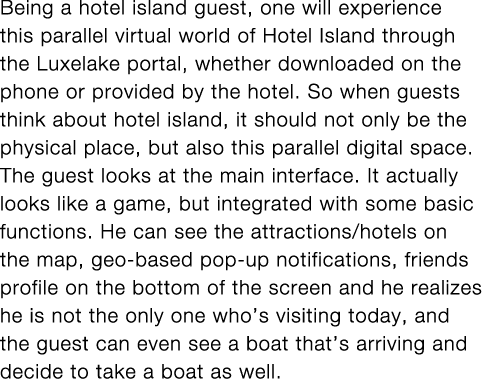 Being a hotel island guest, one will experience
this parallel virtual world of Hotel Island through
the Luxelake portal, whether downloaded on the
phone or provided by the hotel. So when guests
think about hotel island, it should not only be the
physical place, but also this parallel digital space.
The guest looks at the main interface. It actually
looks like a game, but integrated with some basic
functions. He can see the attractions/hotels on
the map, geo-based pop-up notifications, friends
profile on the bottom of the screen and he realizes
he is not the only one who’s visiting today, and
the guest can even see a boat that’s arriving and
decide to take a boat as well.